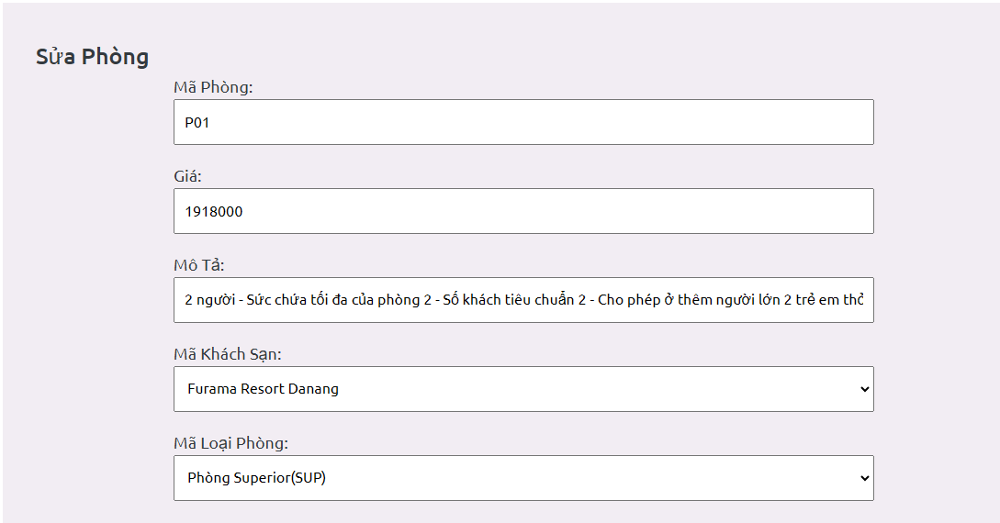 Sửa Phòng
Mã Phòng:
P01
Giá:
1918000
Mô Tả:
2 người - Sức chứa tối đa của phòng 2 - Số khách tiêu chuẩn 2 - Cho phép ở thêm người lớn 2 trẻ em
Mã Khách Sạn:
Furama Resort Danang
Mã Loại Phòng:
Phòng Superior(SUP)